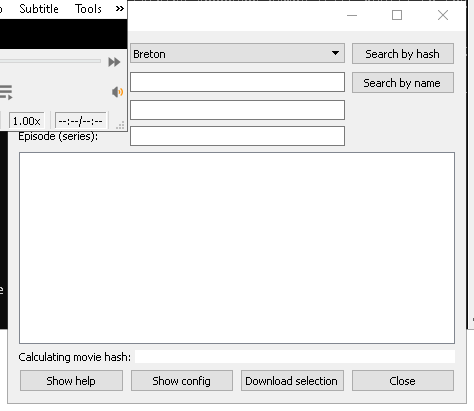 Subtitle Tools »
Breton Search by hash
Search by name
1.00x --:--/--:--
Episode (series):
Calculating movie hash:
Show help Show config Download selection Close